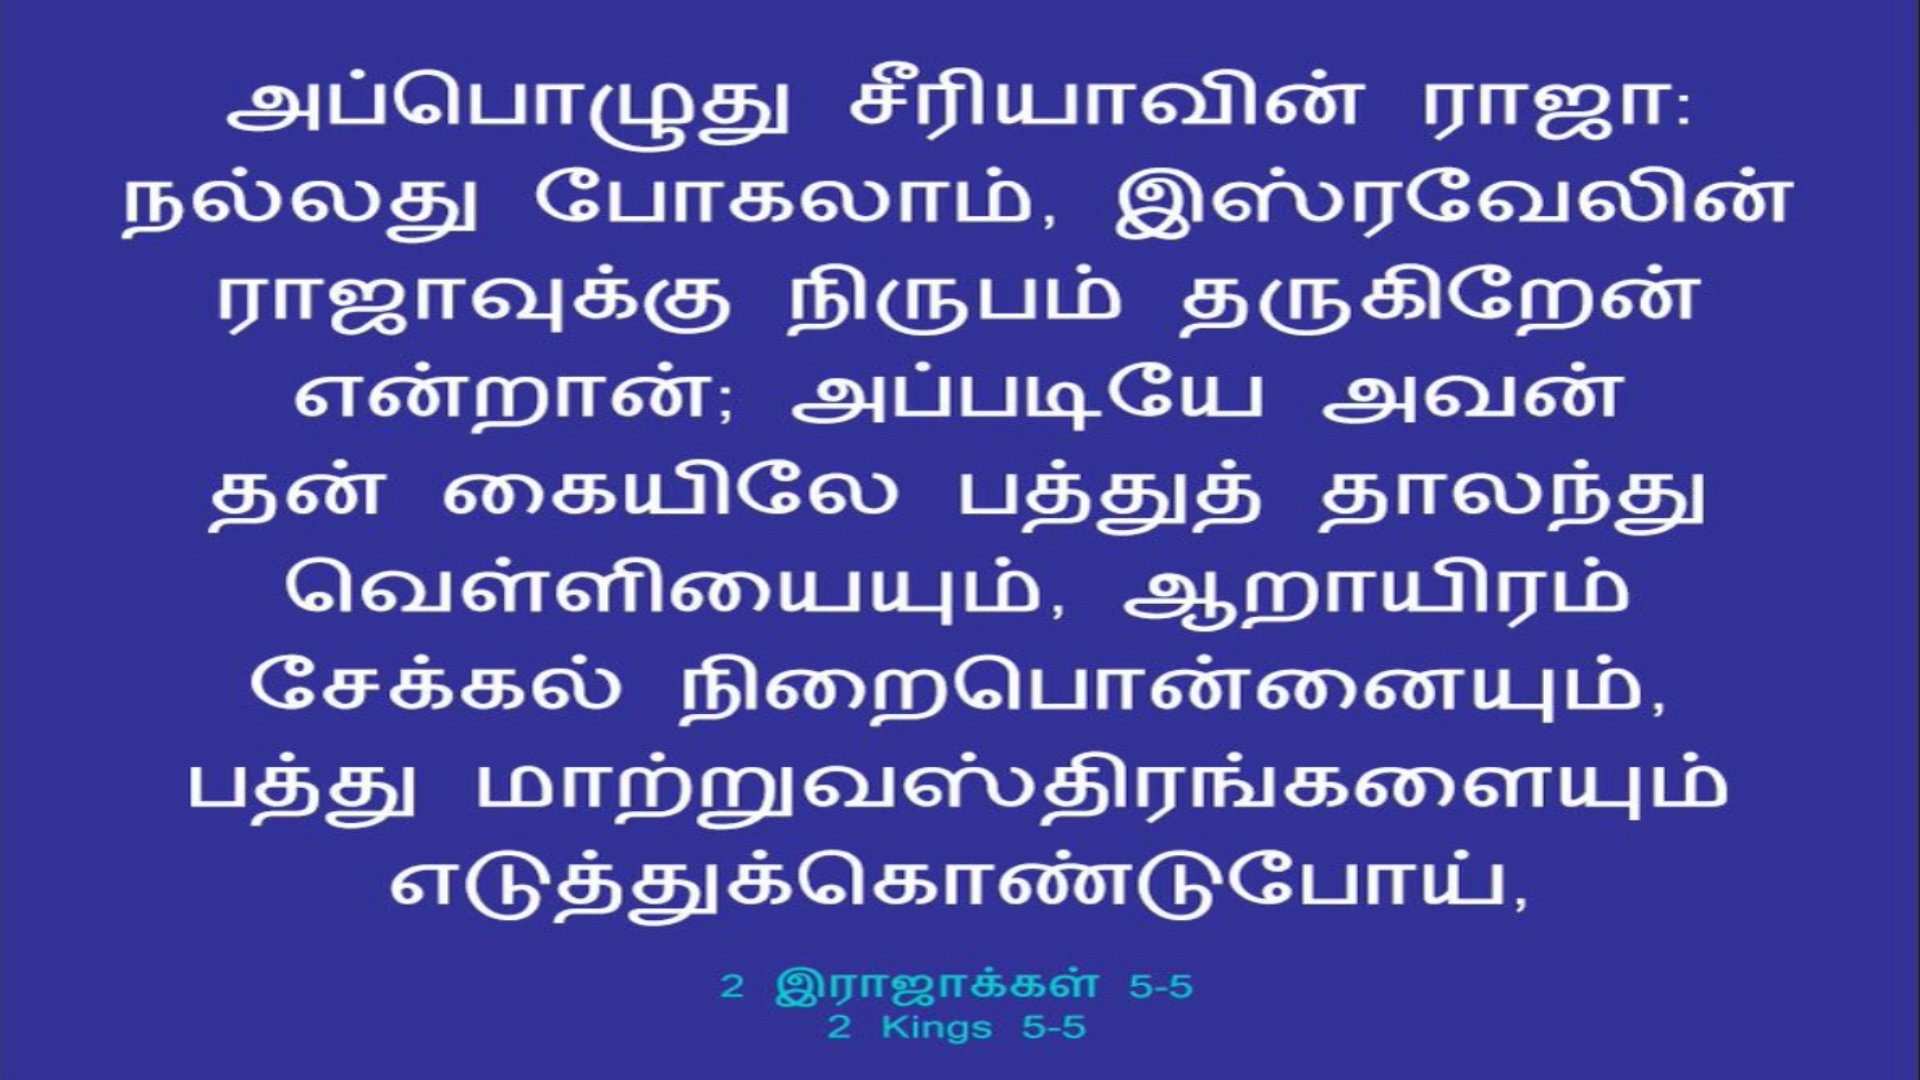 அப்பொழுது சீரியாவின் ராஜா:
நல்லது போகலாம், இஸ்ரவேலின்
ராஜாவுக்கு நிருபம் தருகிறேன்
என்றான்; அப்படியே அவன்
தன் கையிலே பத்துத் தாலந்து
வெள்ளியையும், ஆறாயிரம்
சேக்கல் நிறைபொன்னையும்,
பத்து மாற்றுவஸ்திரங்களையும்
எடுத்துக்கொண்டுபோய்,
2 இராஜாக்கள் 5-5
2 Kings 5-5